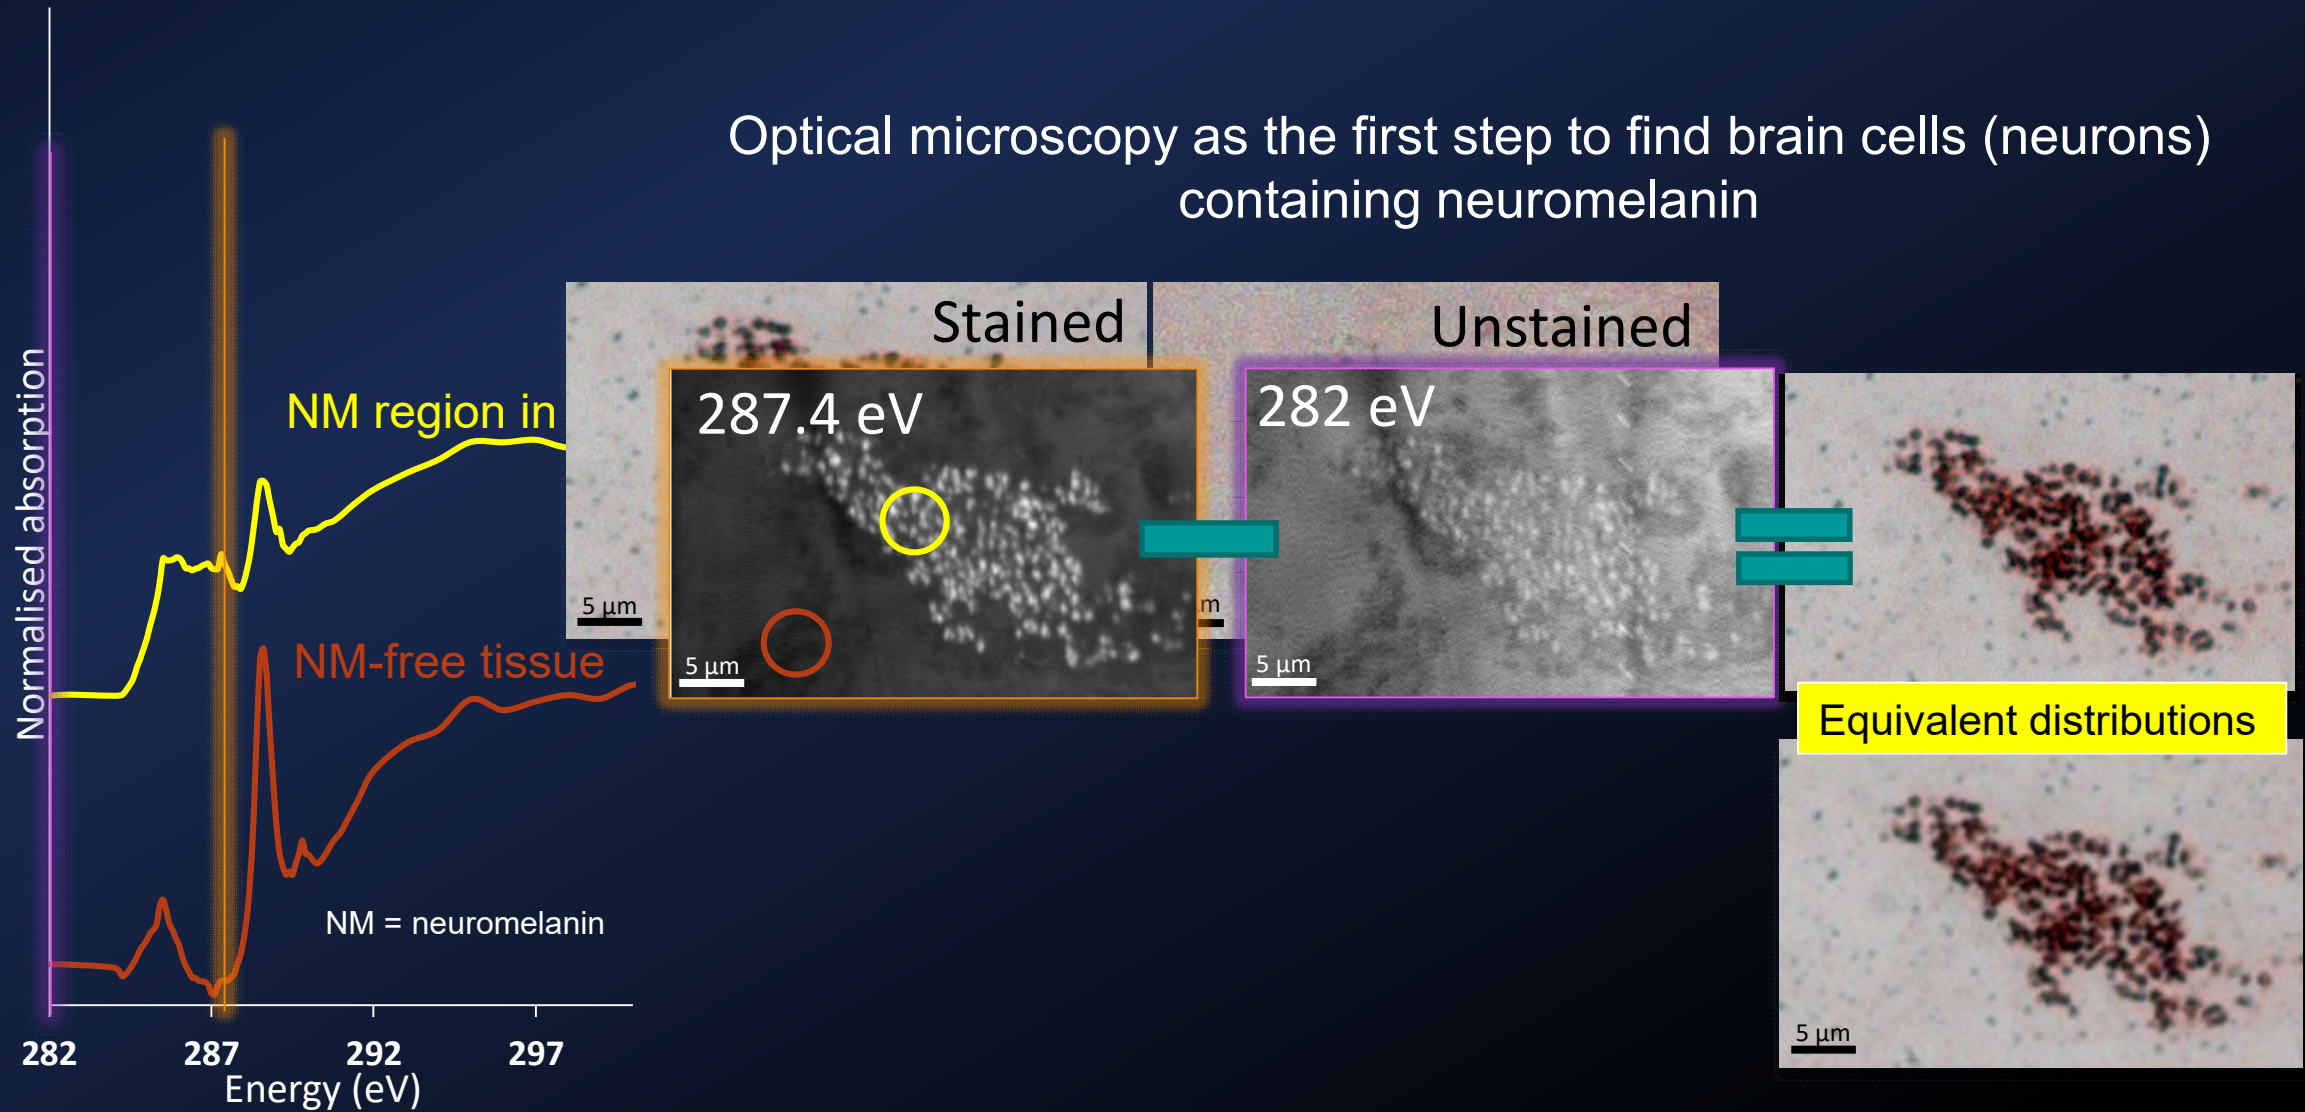 Optical microscopy as the first step to find brain cells (neurons)
containing neuromelanin
Normalised absorption
NM region in
NM-free tissue
NM = neuromelanin
282
287
292
297
Energy (eV)
Stained
5 µm
Unstained
m
287.4 eV
5 µm
282 eV
5 µm
Equivalent distributions
5 µm